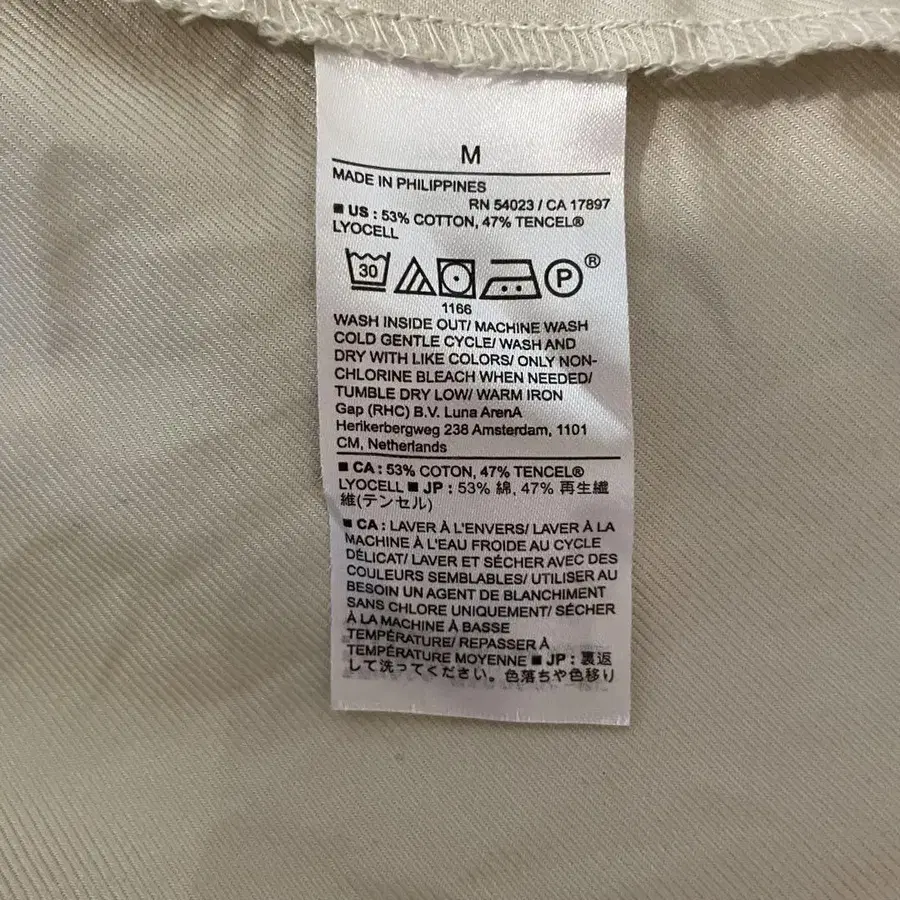 M
MADE IN PHILIPPINES
RN 54023 / CA 17897
■ US : 53% COTTON, 47% TENCEL®
LYOCELL
30 P ®
1166
WASH INSIDE OUT/ MACHINE WASH
COLD GENTLE CYCLE/ WASH AND
DRY WITH LIKE COLORS/ ONLY NON-
CHLORINE BLEACH WHEN NEEDED/
TUMBLE DRY LOW/ WARM IRON
Gap (RHC) B.V. Luna ArenA
Herikerbergweg 238 Amsterdam, 1101
CM, Netherlands
■ CA : 53% COTON, 47% TENCEL®
LYOCELL ■ JP : 53% 綿, 47% 再生繊
維(テンセル)
■ CA : LAVER À L'ENVERS/ LAVER À LA
MACHINE À L'EAU FROIDE AU CYCLE
DÉLICAT/ LAVER ET SÉCHER AVEC DES
COULEURS SEMBLABLES/ UTILISER AU
BESOIN UN AGENT DE BLANCHIMENT
SANS CHLORE UNIQUEMENT/ SÉCHER
À LA MACHINE À BASSE
TEMPÉRATURE/ REPASSER À
TEMPÉRATURE MOYENNE ■ JP : 裏返
して洗ってください。色落ちや色移り